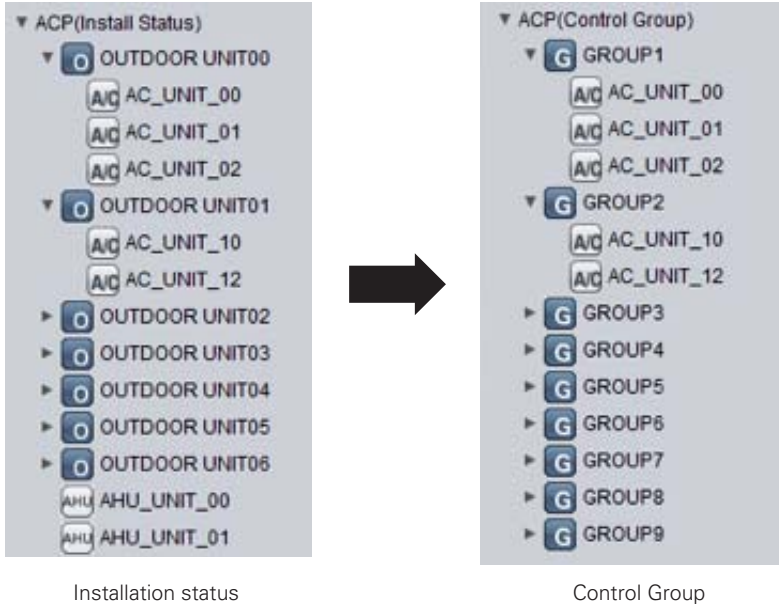 ▼ ACP(Install Status)
▼ O OUTDOOR UNIT00
A/C AC_UNIT_00
A/C AC_UNIT_01
A/C AC_UNIT_02
▼ O OUTDOOR UNIT01
A/C AC_UNIT_10
A/C AC_UNIT_12
► O OUTDOOR UNIT02
► O OUTDOOR UNIT03
► O OUTDOOR UNIT04
► O OUTDOOR UNIT05
► O OUTDOOR UNIT06
AHU AHU_UNIT_00
AHU AHU_UNIT_01
Installation status
▼ ACP(Control Group)
▼ G GROUP1
A/C AC_UNIT_00
A/C AC_UNIT_01
A/C AC_UNIT_02
▼ G GROUP2
A/C AC_UNIT_10
A/C AC_UNIT_12
► G GROUP3
► G GROUP4
► G GROUP5
► G GROUP6
► G GROUP7
► G GROUP8
► G GROUP9
Control Group